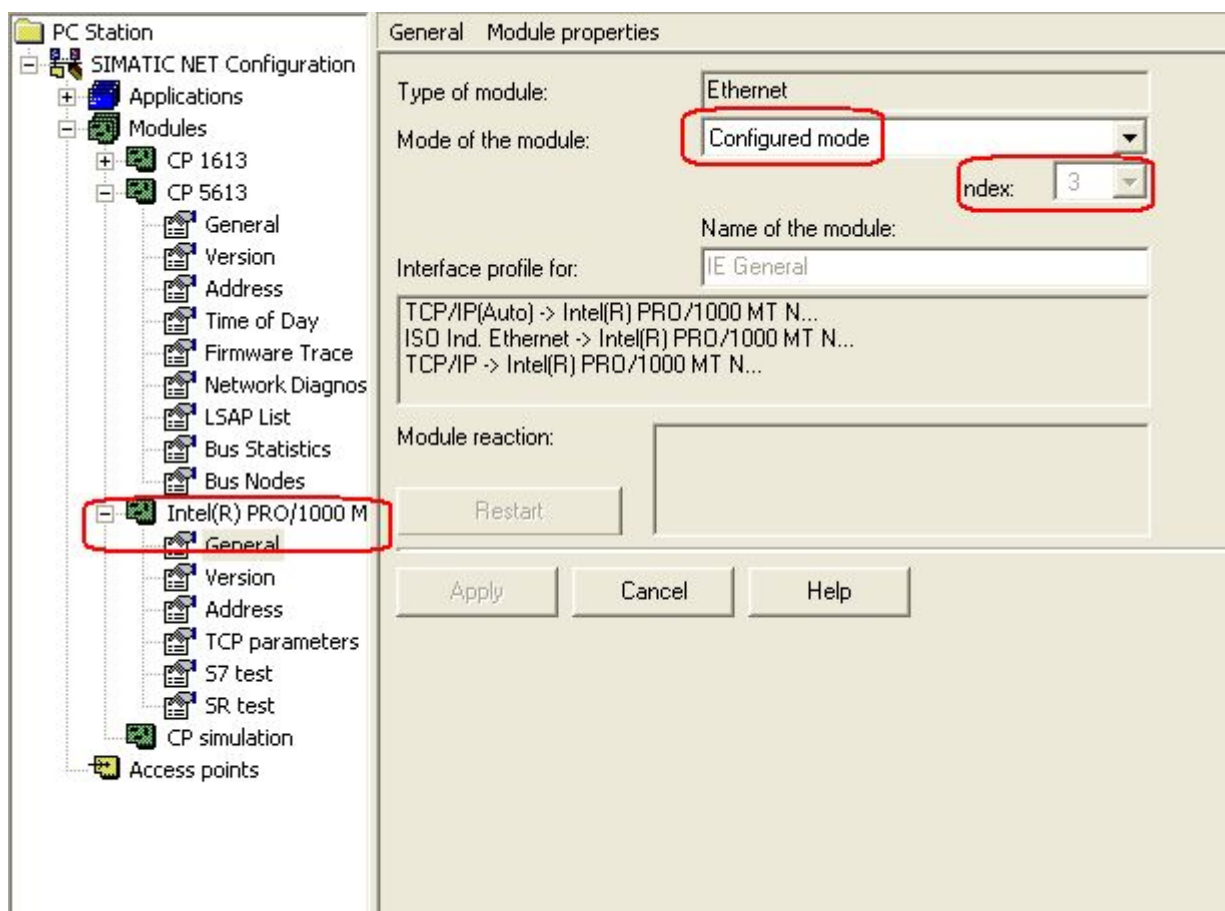 PC Station
SIMATIC NET Configuration
Applications
Modules
CP 1613
CP 5613
General
Version
Address
Time of Day
Firmware Trace
Network Diagnos
LSAP List
Bus Statistics
Bus Nodes
Intel(R) PRO/1000 M
General
Version
Address
TCP parameters
S7 test
SR test
CP simulation
Access points
General Module properties
Type of module: Ethernet
Mode of the module: Configured mode
ndex: 3
Name of the module:
Interface profile for: IE General
TCP/IP(Auto) -> Intel(R) PRO/1000 MT N...
ISO Ind. Ethernet -> Intel(R) PRO/1000 MT N...
TCP/IP -> Intel(R) PRO/1000 MT N...
Module reaction:
Restart
Apply Cancel Help